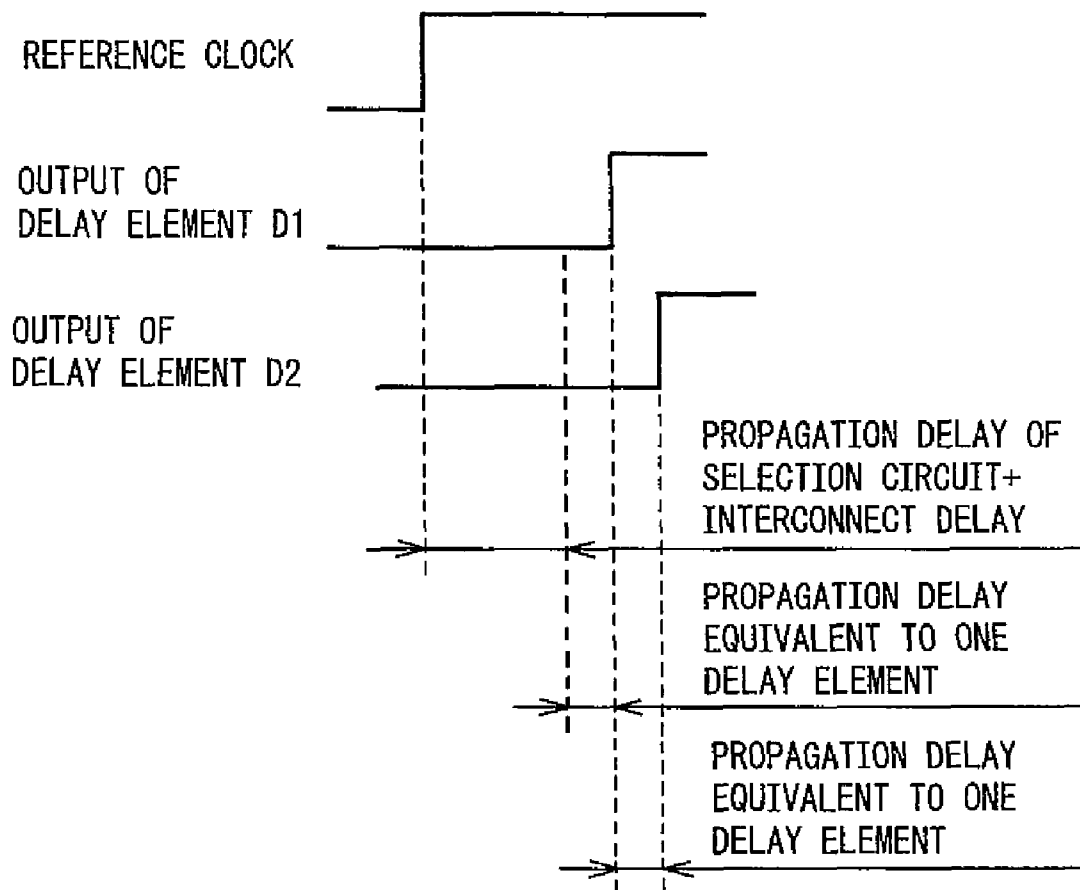 REFERENCE CLOCK
OUTPUT OF
DELAY ELEMENT D1
OUTPUT OF
DELAY ELEMENT D2
PROPAGATION DELAY OF
SELECTION CIRCUIT+
INTERCONNECT DELAY
PROPAGATION DELAY
EQUIVALENT TO ONE
DELAY ELEMENT
PROPAGATION DELAY
EQUIVALENT TO ONE
DELAY ELEMENT